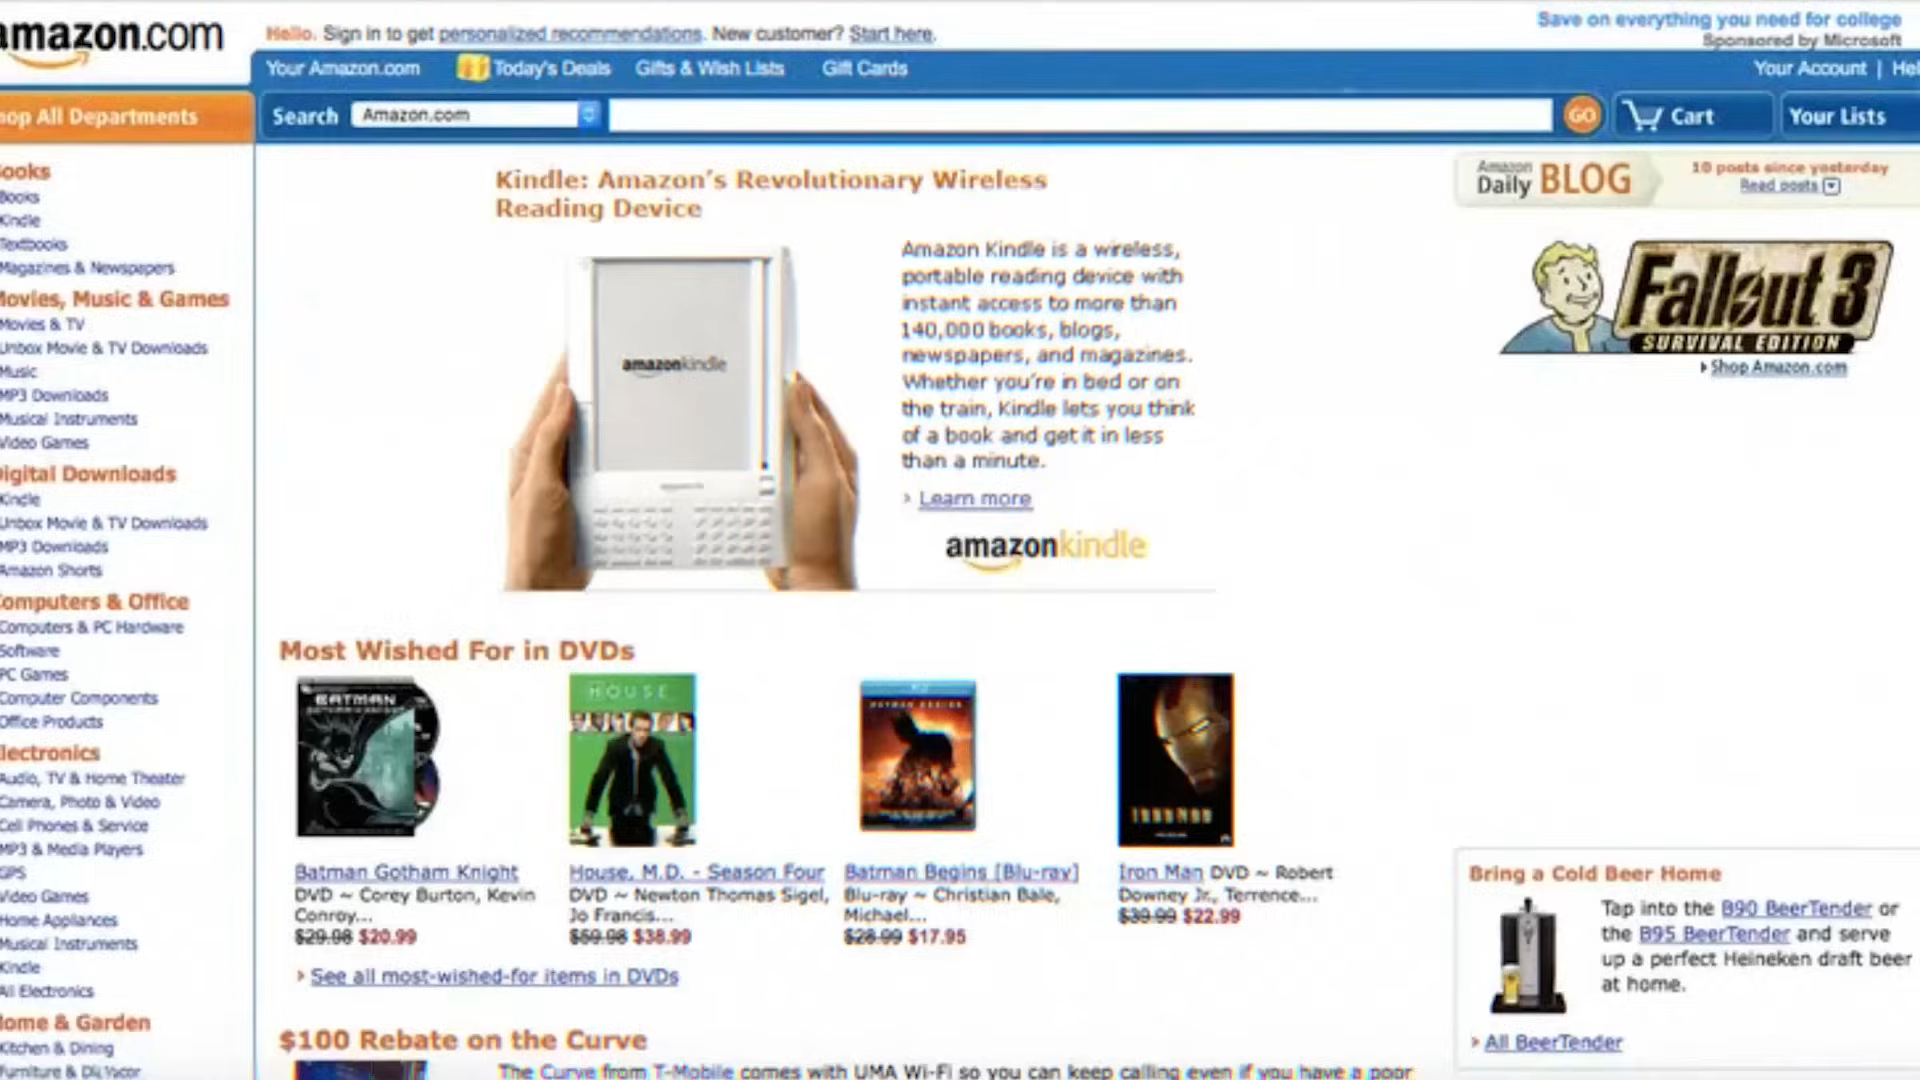 amazon.com
Hello. Sign in to get personalized recommendations. New customer? Start here.
Save on everything you need for college
Sponsored by Microsoft
Your Amazon.com
Today's Deals
Gifts & Wish Lists
Gift Cards
Your Account | Hel
hop All Departments
Search
Amazon.com
GO
Cart
Your Lists
ooks
Books
Kindle
Textbooks
Magazines & Newspapers
Movies, Music & Games
Movies & TV
Unbox Movie & TV Downloads
Music
MP3 Downloads
Musical Instruments
Video Games
igital Downloads
Kindle
Unbox Movie & TV Downloads
MP3 Downloads
Amazon Shorts
omputers & Office
Computers & PC Hardware
Software
PC Games
Computer Components
Office Products
lectronics
Audio, TV & Home Theater
Camera, Photo & Video
Cell Phones & Service
MP3 & Media Players
GPS
Video Games
Home Appliances
Musical Instruments
Kindle
All Electronics
ome & Garden
Kitchen & Dining
Furniture & Décor
Kindle: Amazon's Revolutionary Wireless
Reading Device
amazonkindle
Amazon Kindle is a wireless,
portable reading device with
instant access to more than
140,000 books, blogs,
newspapers, and magazines.
Whether you're in bed or on
the train, Kindle lets you think
of a book and get it in less
than a minute.
Learn more
amazonkindle
Most Wished For in DVDs
BATMAN
HOUSE
BATMAN BEGINS
IRON MAN
Batman Gotham Knight
DVD ~ Corey Burton, Kevin
Conroy...
$29.98 $20.99
House, M.D. - Season Four
DVD ~ Newton Thomas Sigel,
Jo Francis...
$59.98 $38.99
Batman Begins [Blu-ray]
Blu-ray ~ Christian Bale,
Michael...
$28.99 $17.95
Iron Man DVD ~ Robert
Downey Jr., Terrence...
$39.99 $22.99
See all most-wished-for items in DVDs
$100 Rebate on the Curve
The Curve from T-Mobile comes with UMA Wi-Fi so you can keep calling even if you have a poor
Amazon
Daily BLOG
10 posts since yesterday
Read posts
Fallout 3
SURVIVAL EDITION
Shop Amazon.com
Bring a Cold Beer Home
Tap into the B90 BeerTender or
the B95 BeerTender and serve
up a perfect Heineken draft beer
at home.
All BeerTender